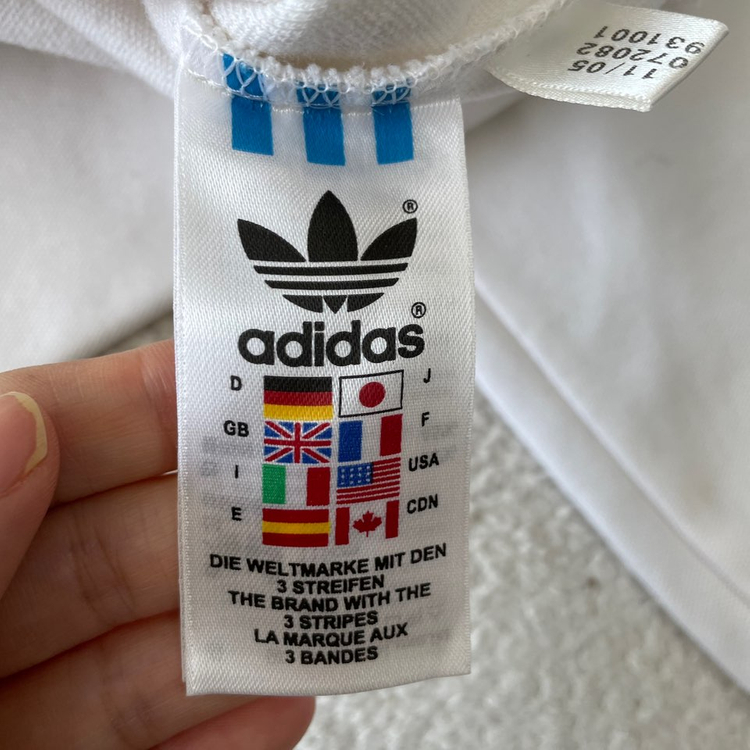 11/05
072082
931001
®
adidas®
D J
GB F
I USA
E CDN
DIE WELTMARKE MIT DEN
3 STREIFEN
THE BRAND WITH THE
3 STRIPES
LA MARQUE AUX
3 BANDES